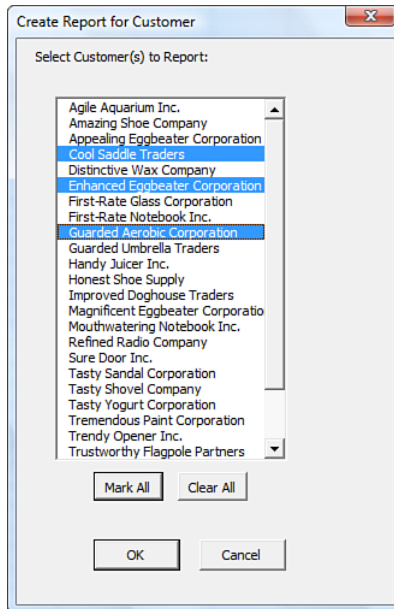 Create Report for Customer
Select Customer(s) to Report:
Agile Aquarium Inc.
Amazing Shoe Company
Appealing Eggbeater Corporation
Cool Saddle Traders
Distinctive Wax Company
Enhanced Eggbeater Corporation
First-Rate Glass Corporation
First-Rate Notebook Inc.
Guarded Aerobic Corporation
Guarded Umbrella Traders
Handy Juicer Inc.
Honest Shoe Supply
Improved Doghouse Traders
Magnificent Eggbeater Corporatio
Mouthwatering Notebook Inc.
Refined Radio Company
Sure Door Inc.
Tasty Sandal Corporation
Tasty Shovel Company
Tasty Yogurt Corporation
Tremendous Paint Corporation
Trendy Opener Inc.
Trustworthy Flagpole Partners
Mark All Clear All
OK Cancel